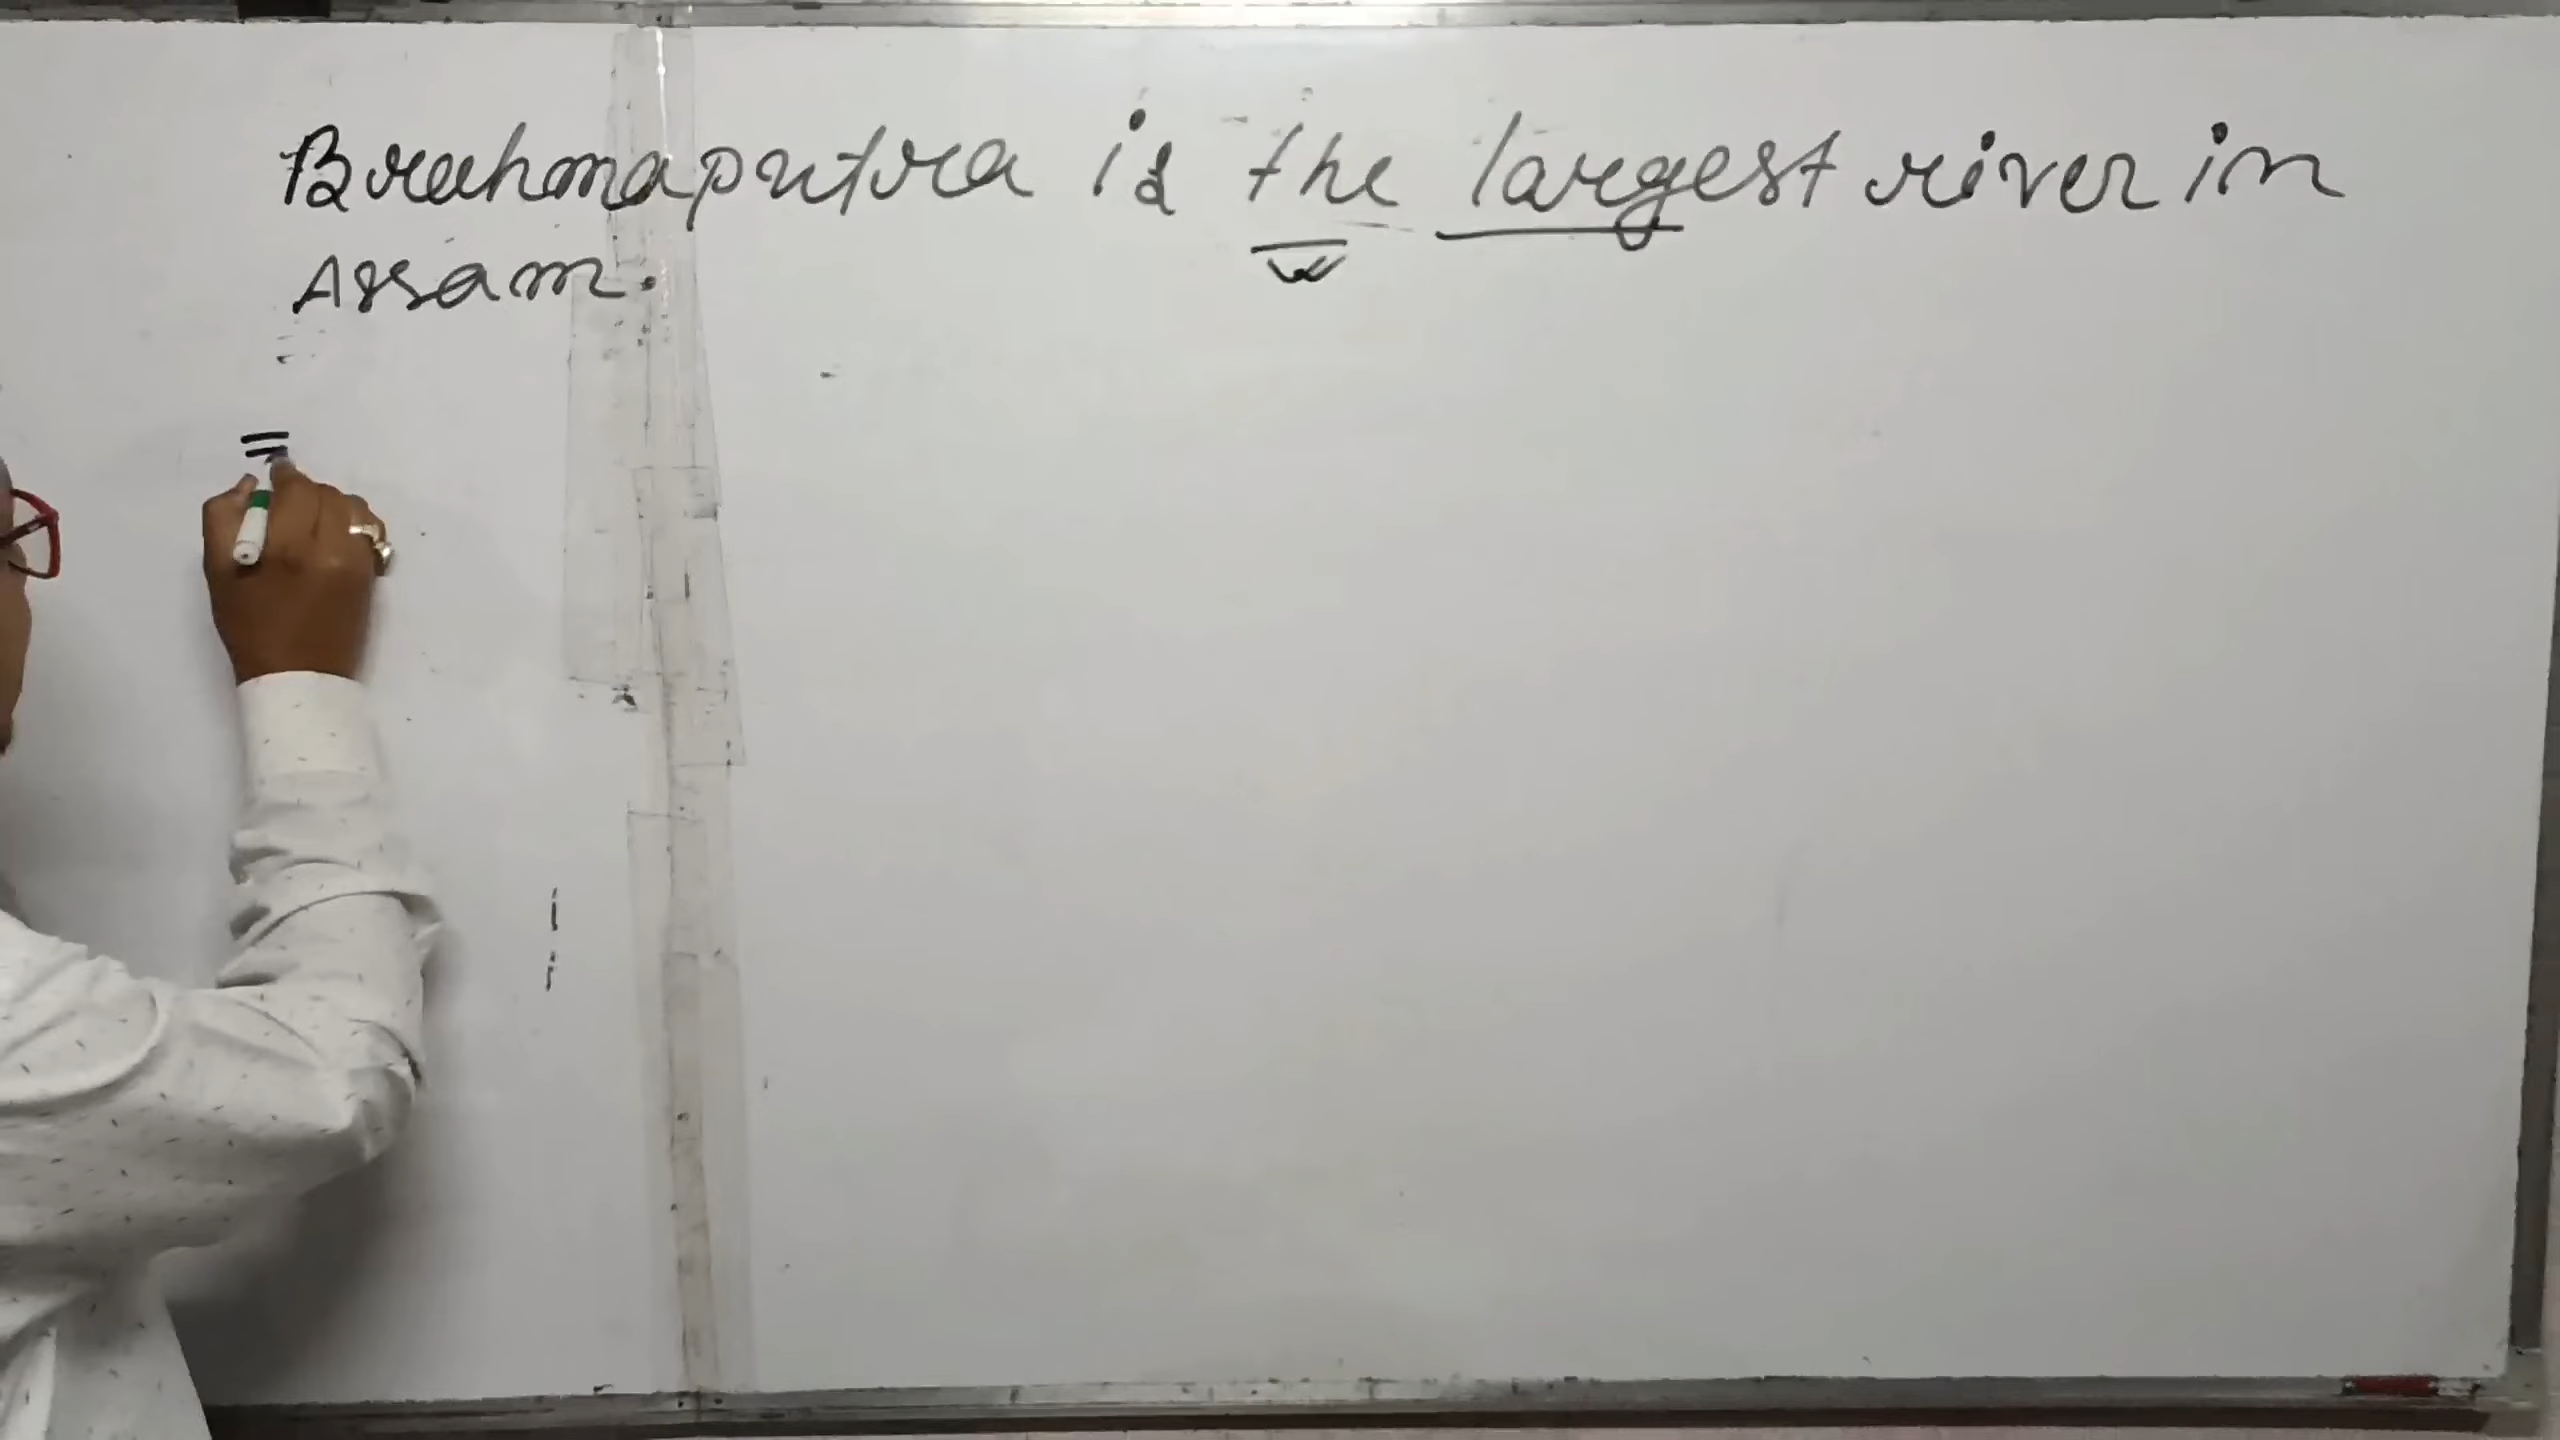 Brahmaputra is the largest river in
Assam.
=